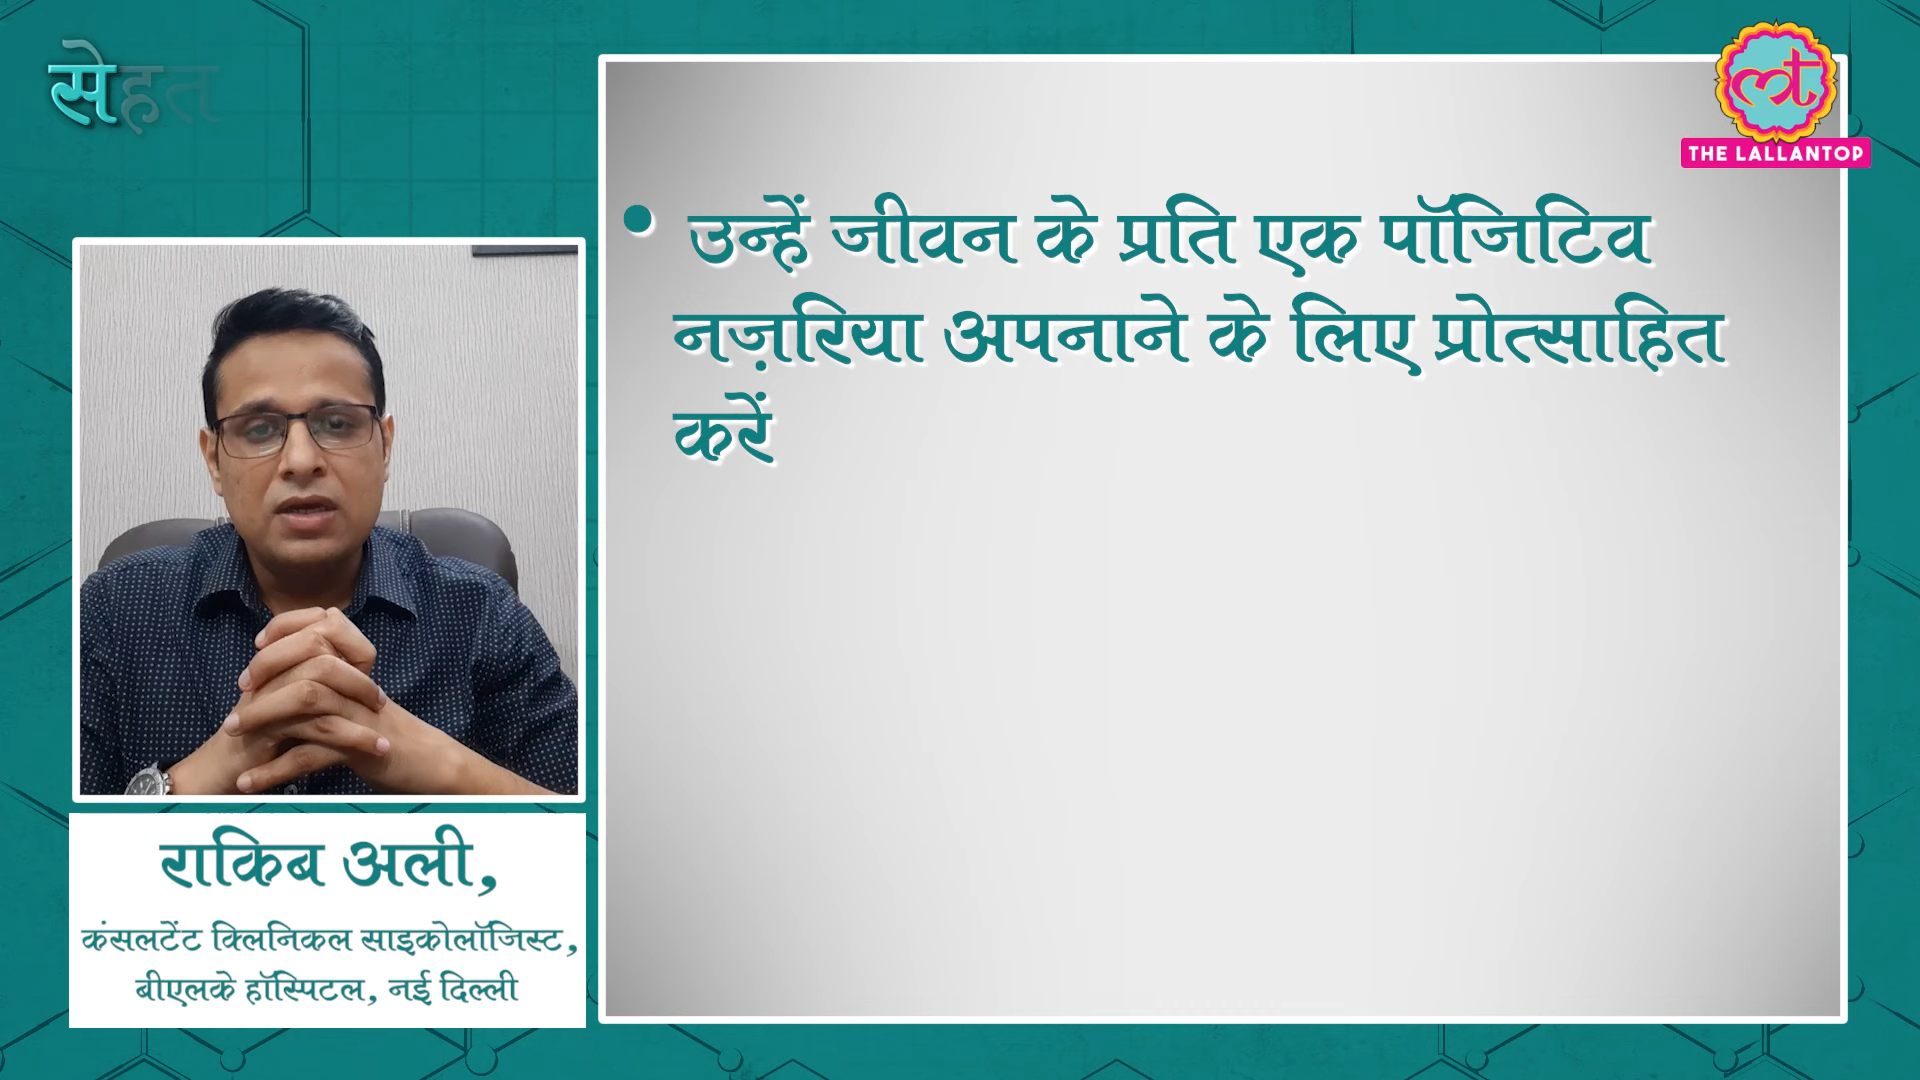 सेहत
THE LALLANTOP
• उन्हें जीवन के प्रति एक पॉजिटिव
नज़रिया अपनाने के लिए प्रोत्साहित
करें
राकिब अली,
कंसलटेंट क्लिनिकल साइकोलॉजिस्ट,
बीएलके हॉस्पिटल, नई दिल्ली